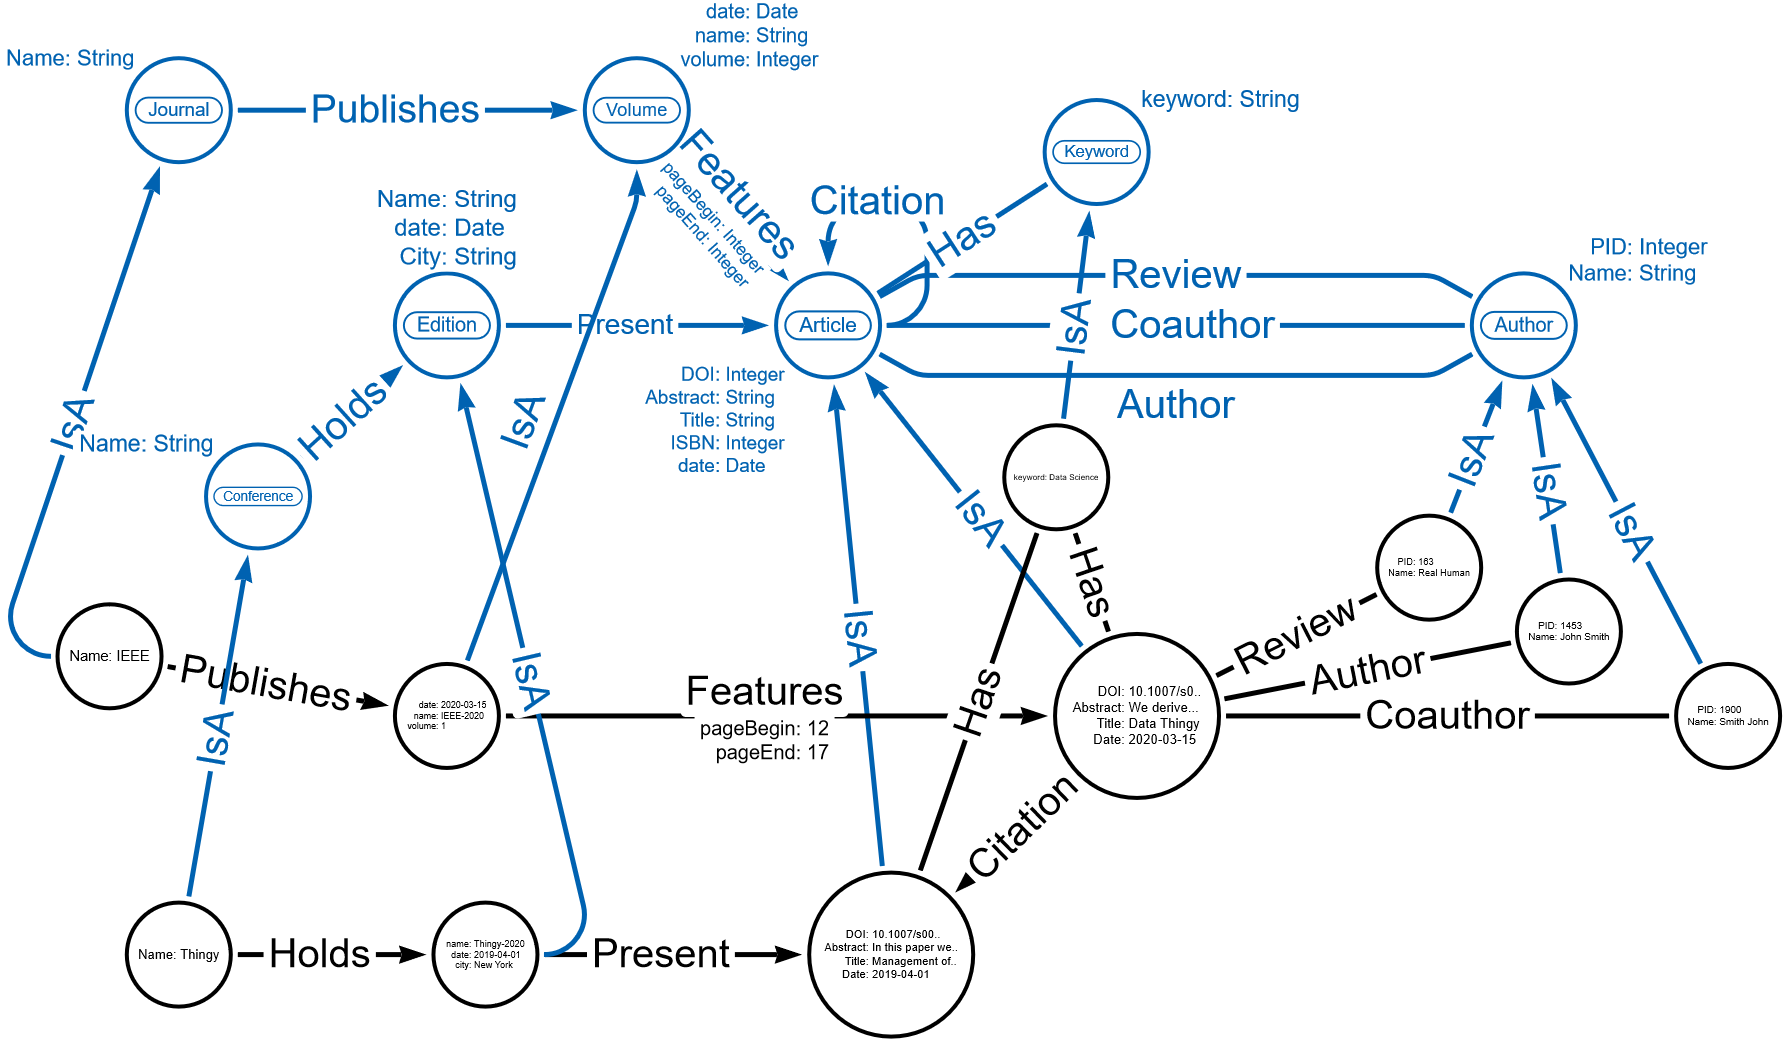 date: Date
name: String
volume: Integer
Name: String
Journal
Publishes
Volume
keyword: String
Keyword
Features
pageBegin: Integer
pageEnd: Integer
Name: String
date: Date
City: String
Citation
Has
PID: Integer
Name: String
Review
Edition
Present
Article
Coauthor
Author
IsA
DOI: Integer
Abstract: String
Title: String
ISBN: Integer
date: Date
Author
Holds
IsA
IsA
Name: String
Conference
keyword: Data Science
IsA
IsA
IsA
IsA
PID: 163
Name: Real Human
Has
PID: 1453
Name: John Smith
IsA
Review
Name: IEEE
Publishes
IsA
Author
date: 2020-03-15
name: IEEE-2020
volume: 1
Features
pageBegin: 12
pageEnd: 17
Has
DOI: 10.1007/s0..
Abstract: We derive...
Title: Data Thingy
Date: 2020-03-15
Coauthor
PID: 1900
Name: Smith John
IsA
Citation
Name: Thingy
Holds
name: Thingy-2020
date: 2019-04-01
city: New York
Present
DOI: 10.1007/s00..
Abstract: In this paper we..
Title: Management of..
Date: 2019-04-01